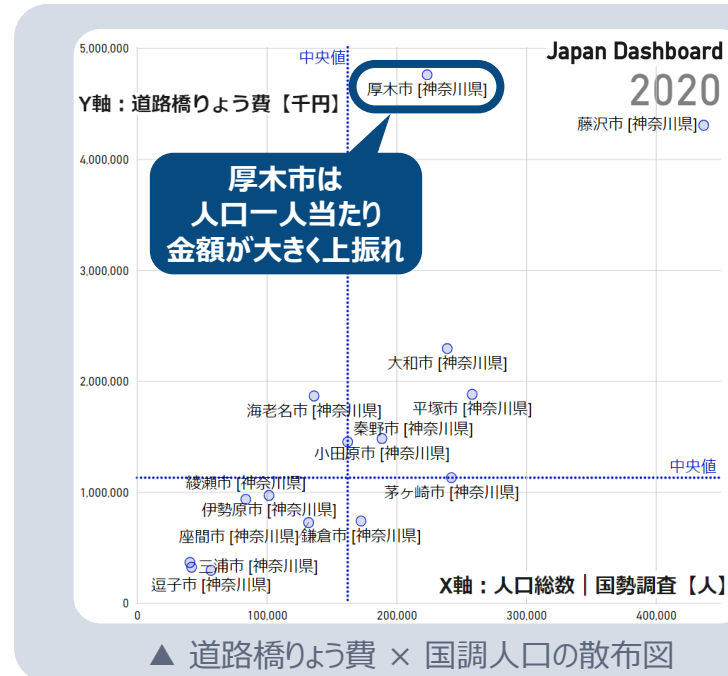 Japan Dashboard
2020
5,000,000
中央値
Y軸：道路橋りょう費【千円】
厚木市 [神奈川県]
藤沢市 [神奈川県]
4,000,000
厚木市は
人口一人当たり
金額が大きく上振れ
3,000,000
大和市 [神奈川県]
2,000,000
海老名市 [神奈川県]
平塚市 [神奈川県]
秦野市 [神奈川県]
小田原市 [神奈川県]
中央値
綾瀬市 [神奈川県]
1,000,000
茅ヶ崎市 [神奈川県]
伊勢原市 [神奈川県]
座間市 [神奈川県]
鎌倉市 [神奈川県]
三浦市 [神奈川県]
逗子市 [神奈川県]
X軸：人口総数｜国勢調査【人】
0
0
100,000
200,000
300,000
400,000
▲ 道路橋りょう費 × 国調人口の散布図